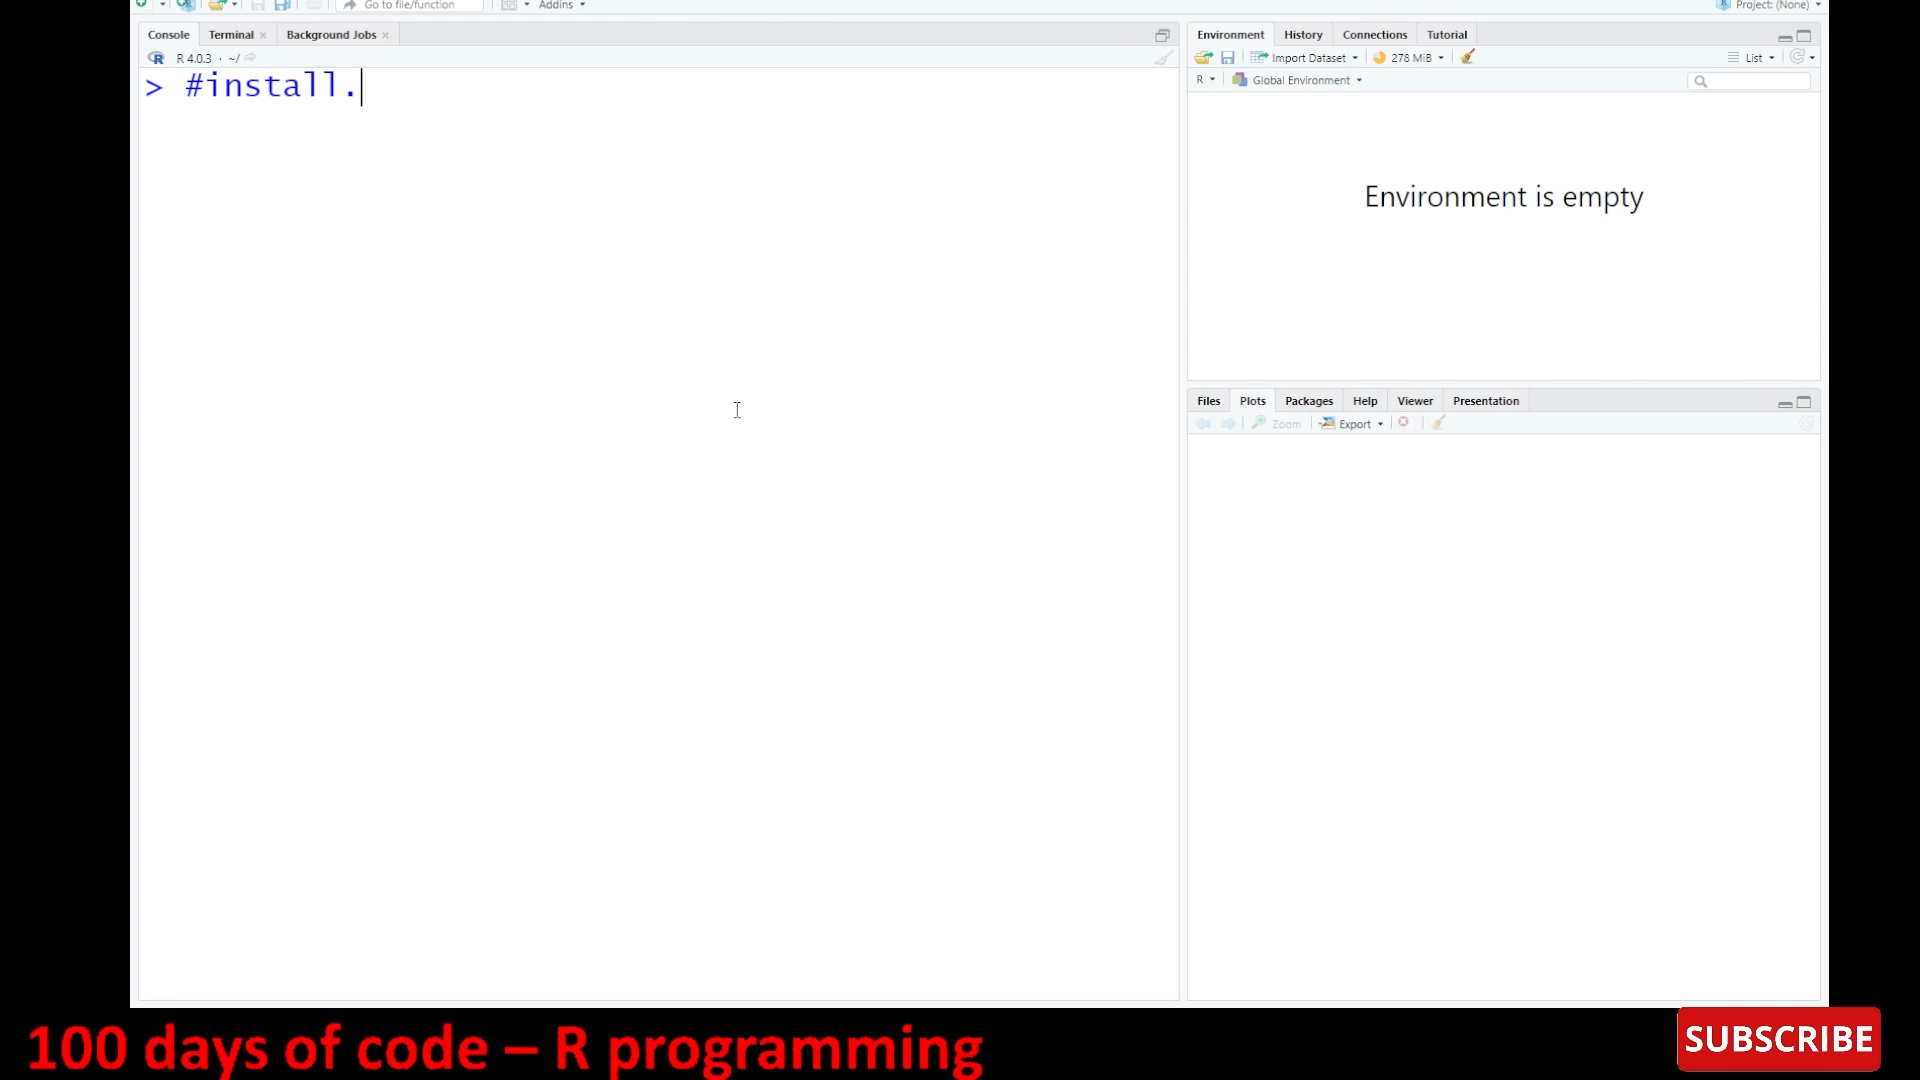 Go to file/function
Addins
Project: (None)
Console Terminal Background Jobs
R 4.0.3 · ~/
> #install.
Environment History Connections Tutorial
Import Dataset 278 MiB List
R Global Environment
Environment is empty
Files Plots Packages Help Viewer Presentation
Zoom Export
100 days of code – R programming
SUBSCRIBE